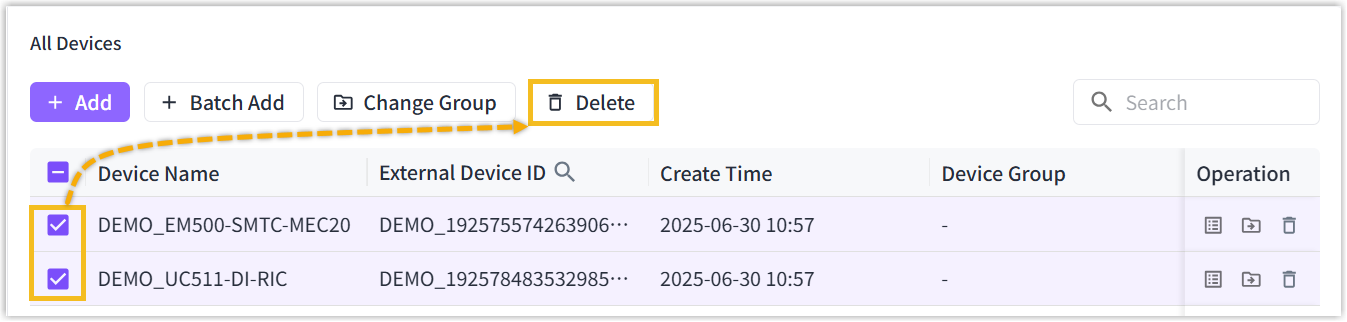 All Devices
+ Add
+ Batch Add
Change Group
Delete
Search
Device Name External Device ID Create Time Device Group Operation
DEMO_EM500-SMTC-MEC20 DEMO_192575574263906··· 2025-06-30 10:57 -
DEMO_UC511-DI-RIC DEMO_192578483532985··· 2025-06-30 10:57 -